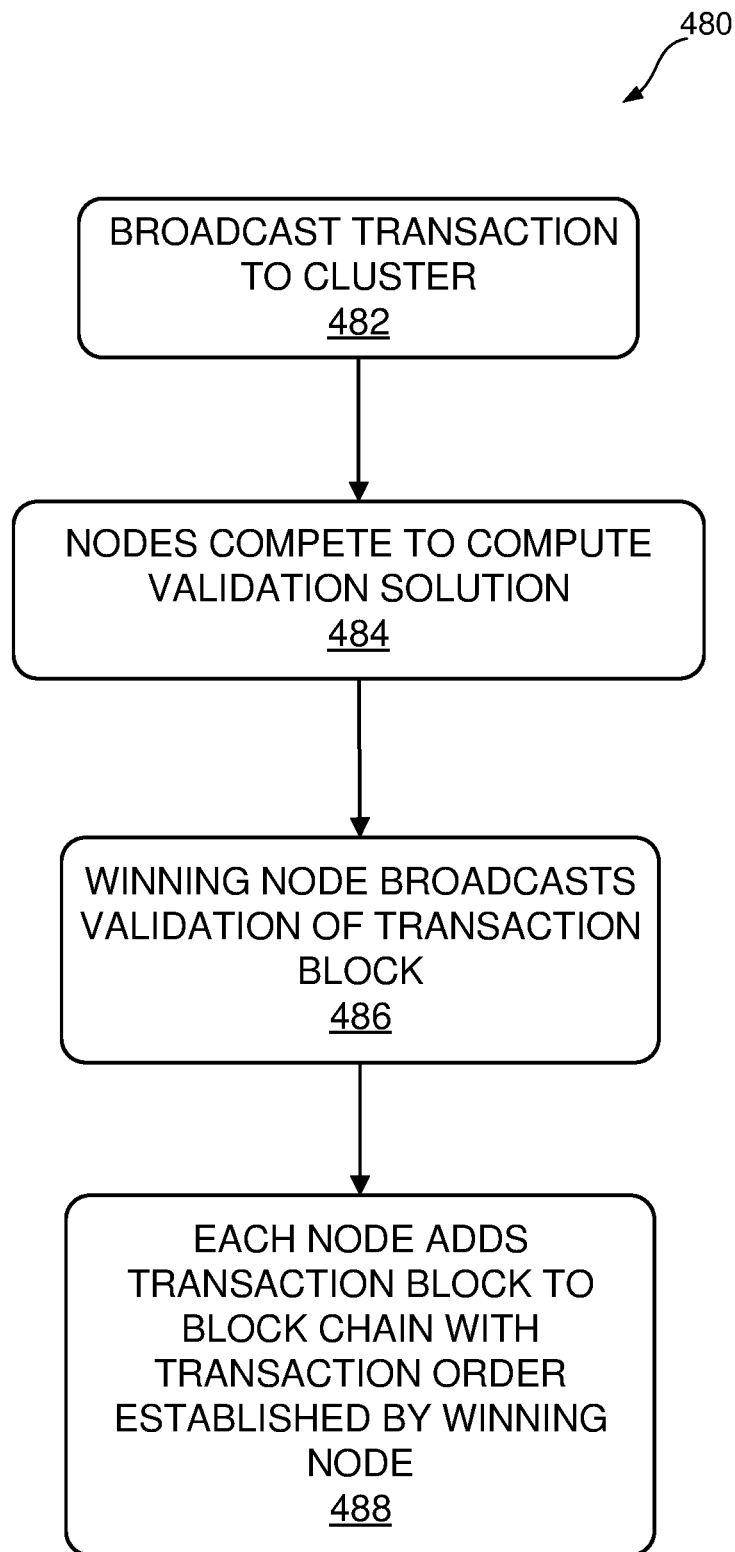 480
BROADCAST TRANSACTION
TO CLUSTER
482
NODES COMPETE TO COMPUTE
VALIDATION SOLUTION
484
WINNING NODE BROADCASTS
VALIDATION OF TRANSACTION
BLOCK
486
EACH NODE ADDS
TRANSACTION BLOCK TO
BLOCK CHAIN WITH
TRANSACTION ORDER
ESTABLISHED BY WINNING
NODE
488